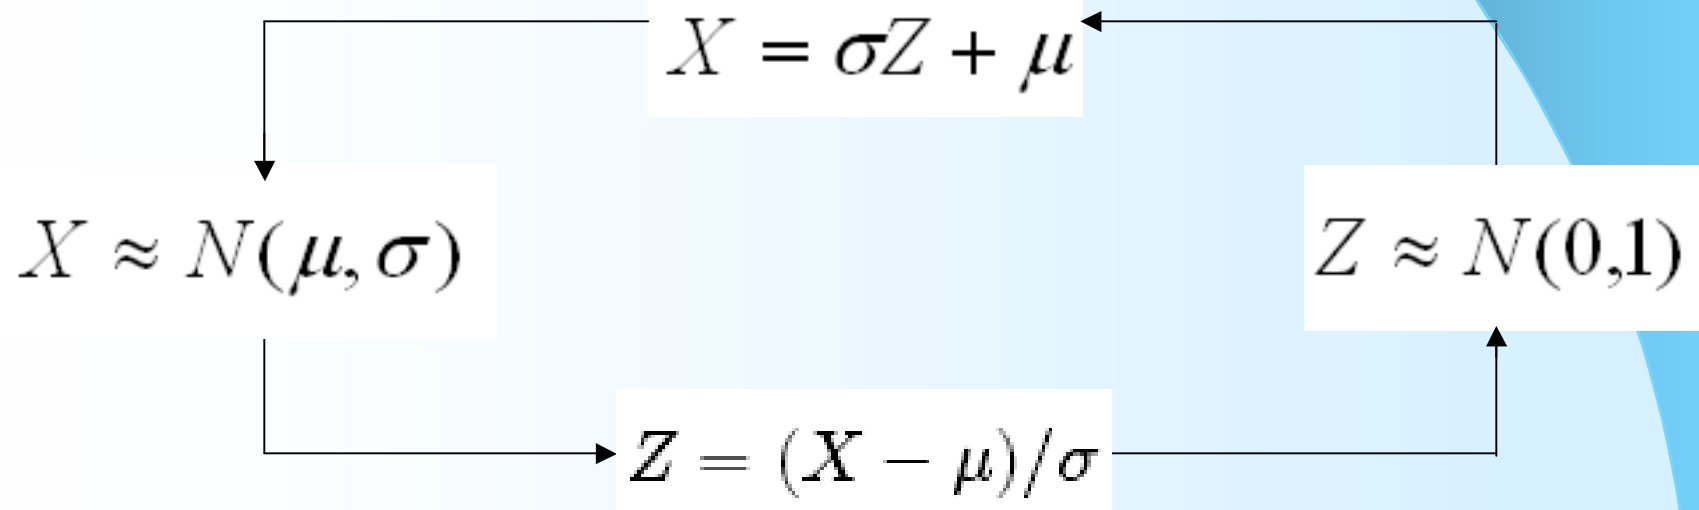 X = σZ + μ
X ≈ N(μ, σ)
Z ≈ N(0,1)
Z = (X − μ)/σ